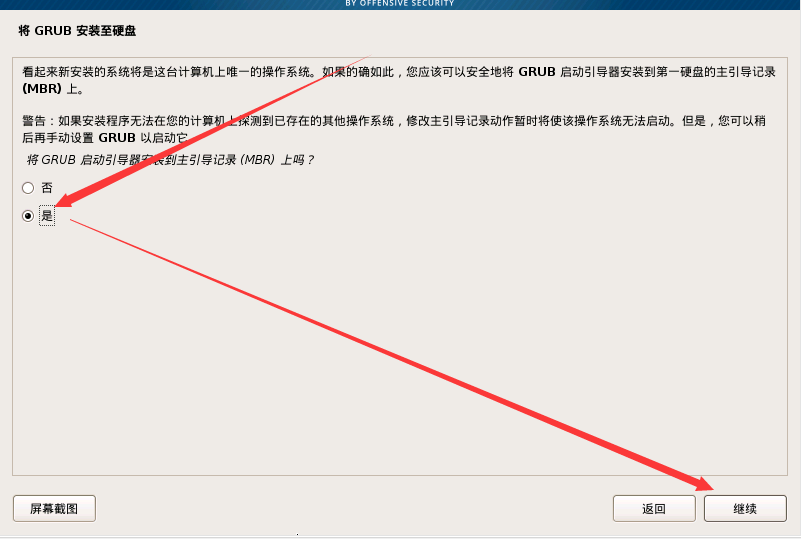 BY OFFENSIVE SECURITY
将 GRUB 安装至硬盘
看起来新安装的系统将是这台计算机上唯一的操作系统。如果的确如此，您应该可以安全地将 GRUB 启动引导器安装到第一硬盘的主引导记录
(MBR) 上。
警告：如果安装程序无法在您的计算机上探测到已存在的其他操作系统，修改主引导记录动作暂时将使该操作系统无法启动。但是，您可以稍
后再手动设置 GRUB 以启动它。
将 GRUB 启动引导器安装到主引导记录 (MBR) 上吗？
否
是
屏幕截图
返回
继续